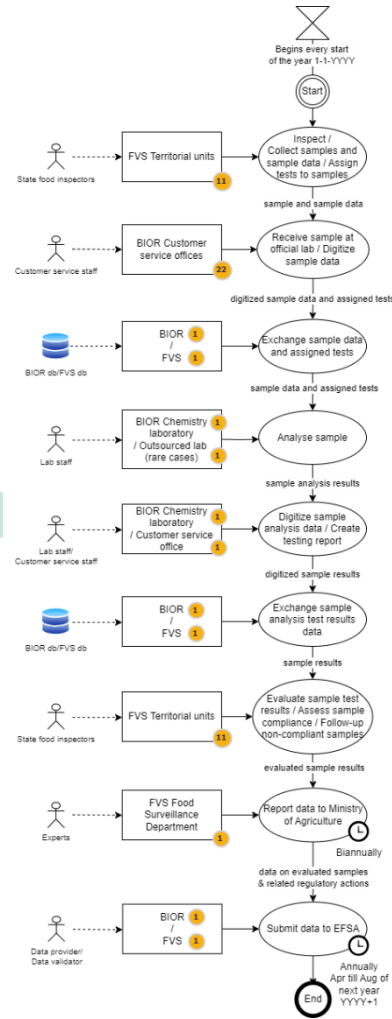 Begins every start
of the year 1-1-YYYY
Start
State food inspectors
FVS Territorial units
11
Inspect /
Collect samples and
sample data / Assign
tests to samples
sample and sample data
Customer service staff
BIOR Customer
service offices
22
Receive sample at
official lab / Digitize
sample data
digitized sample data and assigned tests
BIOR db/FVS db
BIOR 1
/
FVS 1
Exchange sample data
and assigned tests
sample data and assigned tests
Lab staff
BIOR Chemistry 1
laboratory
/ Outsourced lab
(rare cases) 1
Analyse sample
sample analysis results
Lab staff/
Customer service staff
BIOR Chemistry
laboratory 1
/ Customer service
office 1
Digitize sample
analysis data / Create
testing report
digitized sample results
BIOR db/FVS db
BIOR 1
/
FVS 1
Exchange sample
analysis test results
data
sample results
State food inspectors
FVS Territorial units
11
Evaluate sample test
results / Assess sample
compliance / Follow-up
non-compliant samples
evaluated sample results
Experts
FVS Food
Surveillance
Department
1
Report data to Ministry
of Agriculture
Biannually
data on evaluated samples
& related regulatory actions
Data provider/
Data validator
BIOR 1
/
FVS 1
Submit data to EFSA
Annually
Apr till Aug of
next year
YYYY+1
End